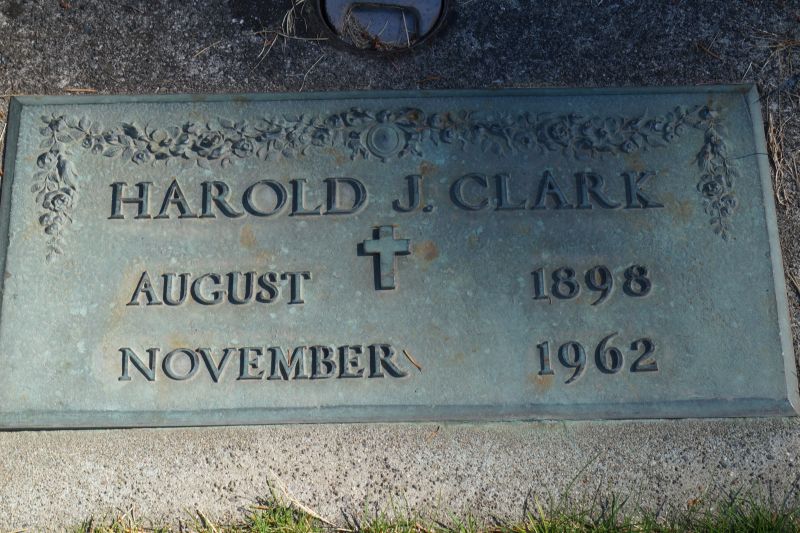 HAROLD J. CLARK
AUGUST 1898
NOVEMBER 1962